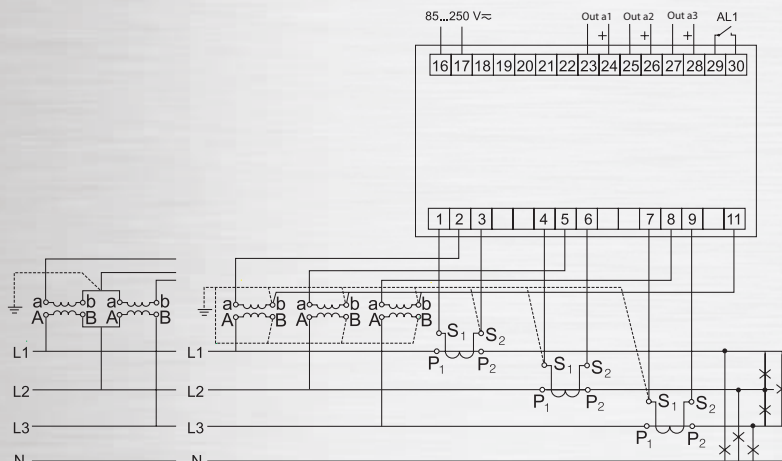 85...250 V≂ Out a1 Out a2 Out a3 AL1
+ + +
16 17 18 19 20 21 22 23 24 25 26 27 28 29 30
1 2 3 4 5 6 7 8 9 11
a b a b a b a b a b
A B A B A B A B A B
S1 S2
L1 L1
P1 P2
S1 S2
L2 L2
P1 P2
S1 S2
L3 L3
P1 P2
N N